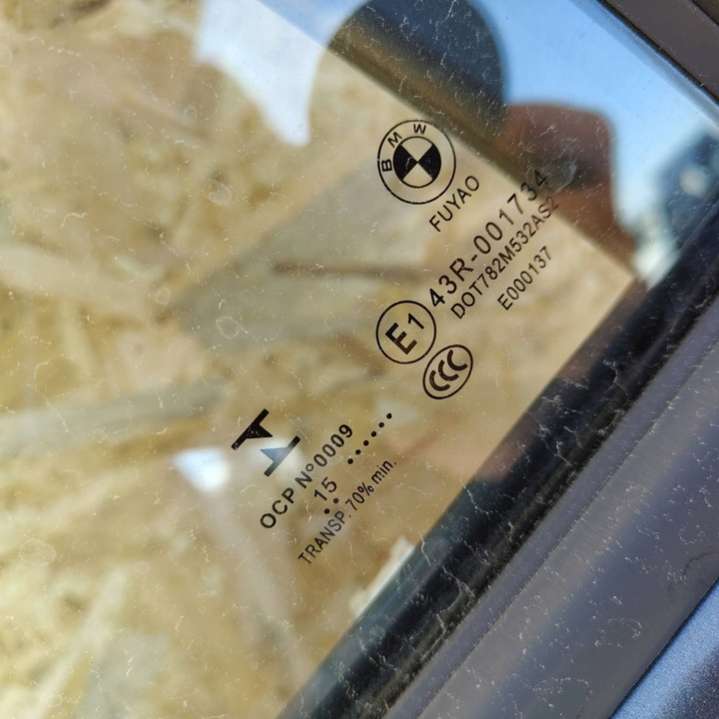 BMW
FUYAO
E1 43R-001734
DOT782M532AS2
E000137
CCC
OCP N°0009
.. 15 ......
TRANSP. 70% min.